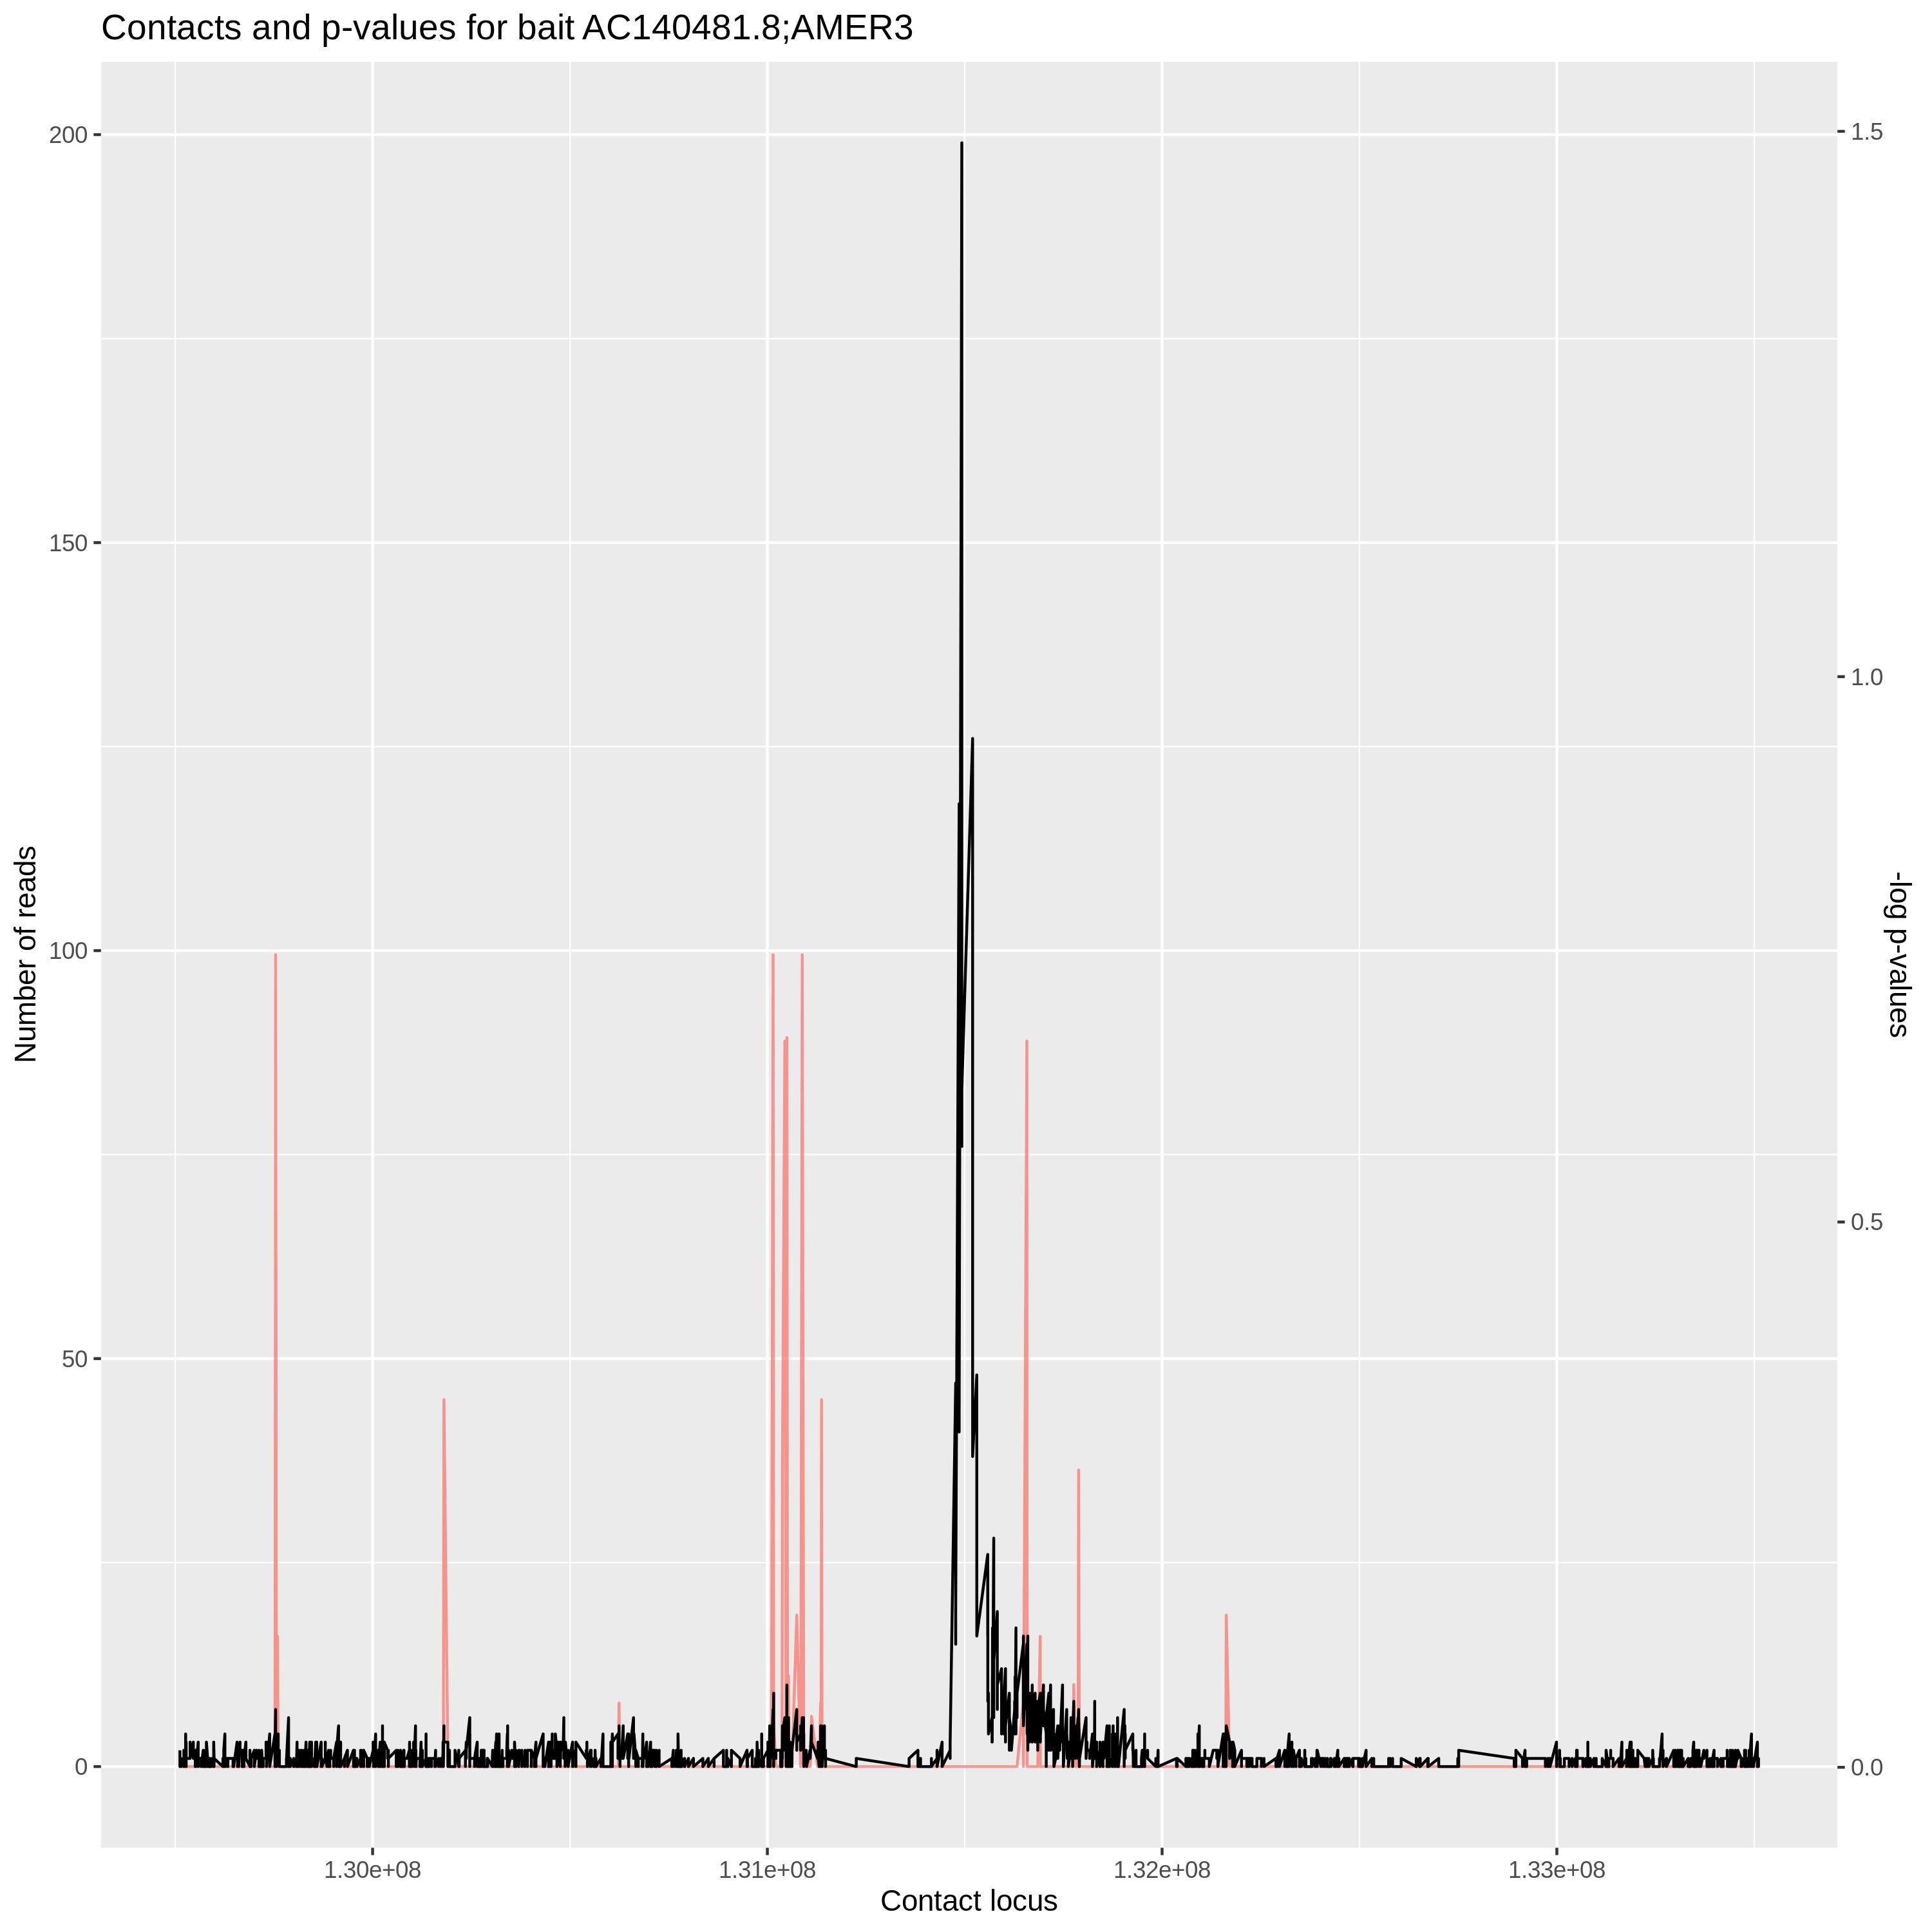 Contacts and p-values for bait AC140481.8;AMER3
200
150
100
50
0
Number of reads
1.5
1.0
0.5
0.0
-log p-values
1.30e+08
1.31e+08
1.32e+08
1.33e+08
Contact locus